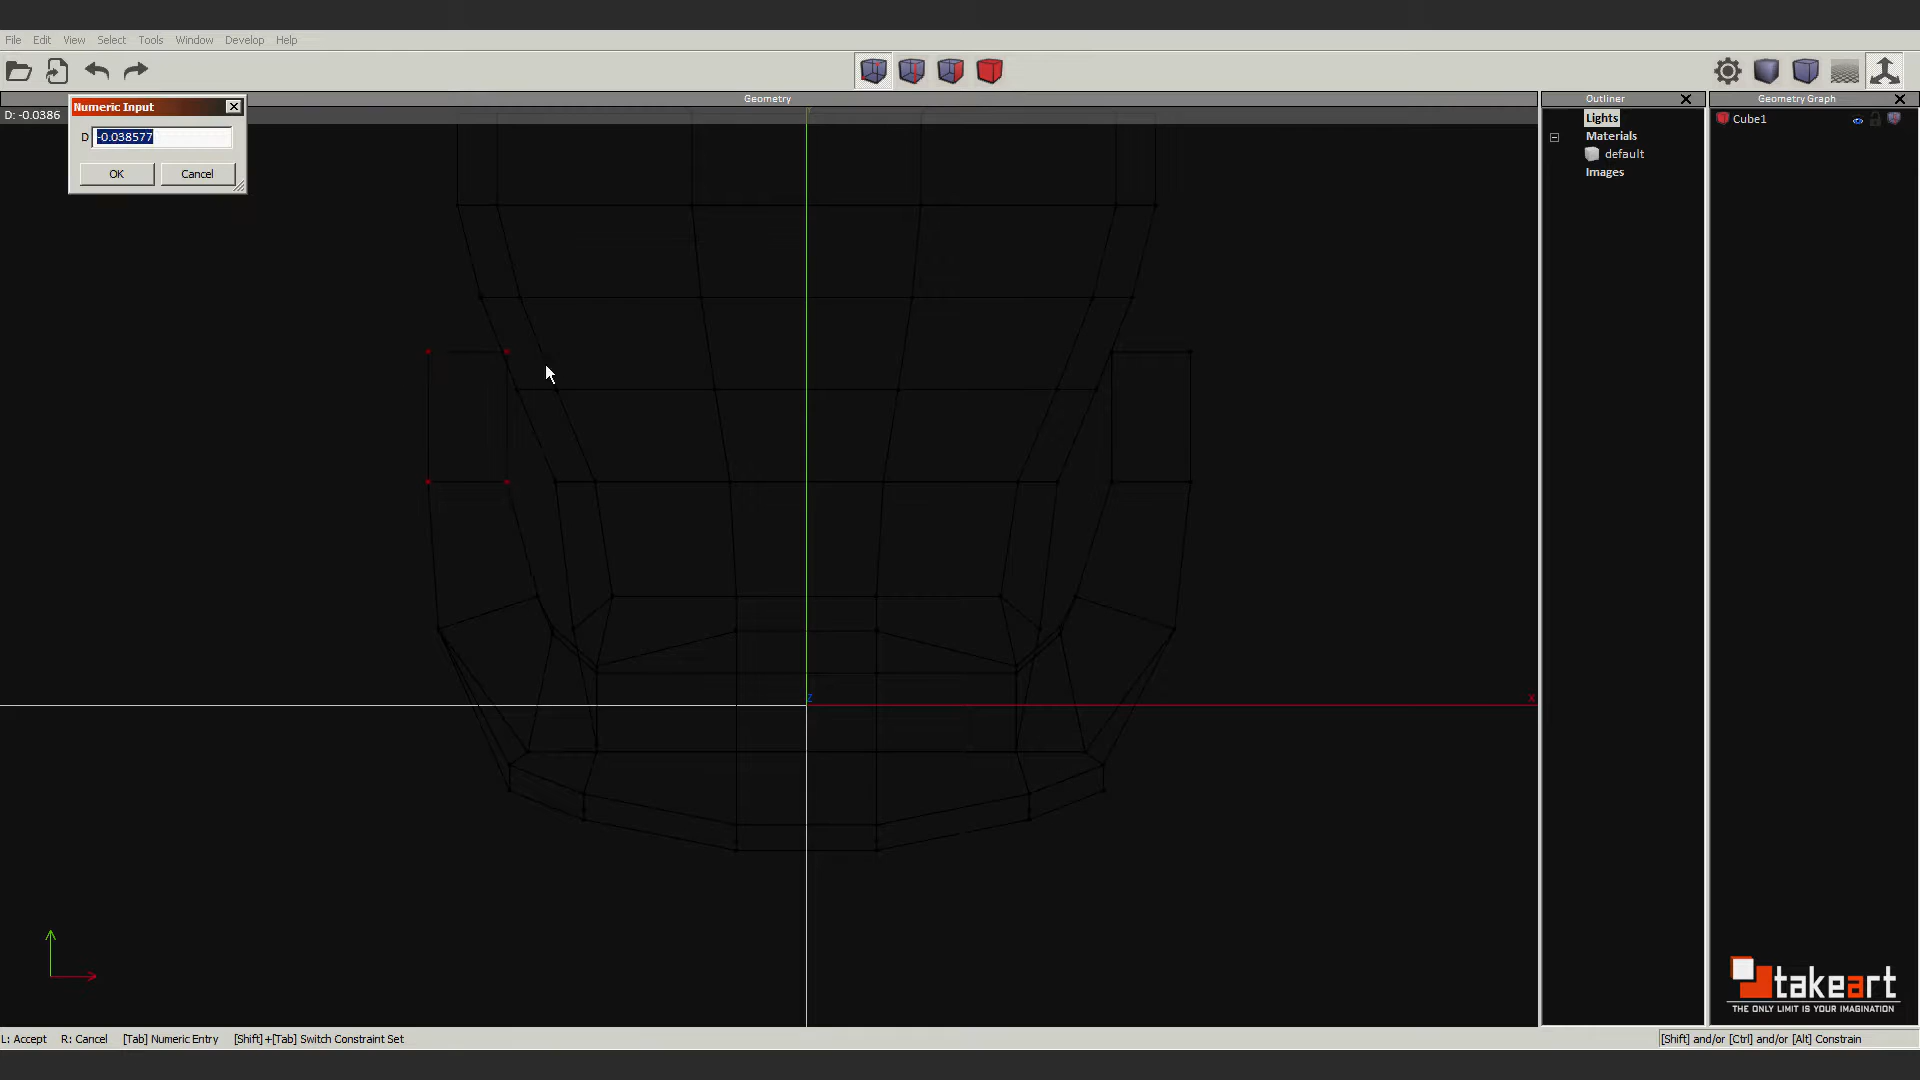 File Edit View Select Tools Window Develop Help
Geometry
Outliner
Geometry Graph
D: -0.0386
Numeric Input
D -0.038577
OK Cancel
Lights
Materials
default
Images
Cube1
Z
X
takeart
THE ONLY LIMIT IS YOUR IMAGINATION
L: Accept R: Cancel [Tab] Numeric Entry [Shift]+[Tab] Switch Constraint Set
[Shift] and/or [Ctrl] and/or [Alt] Constrain